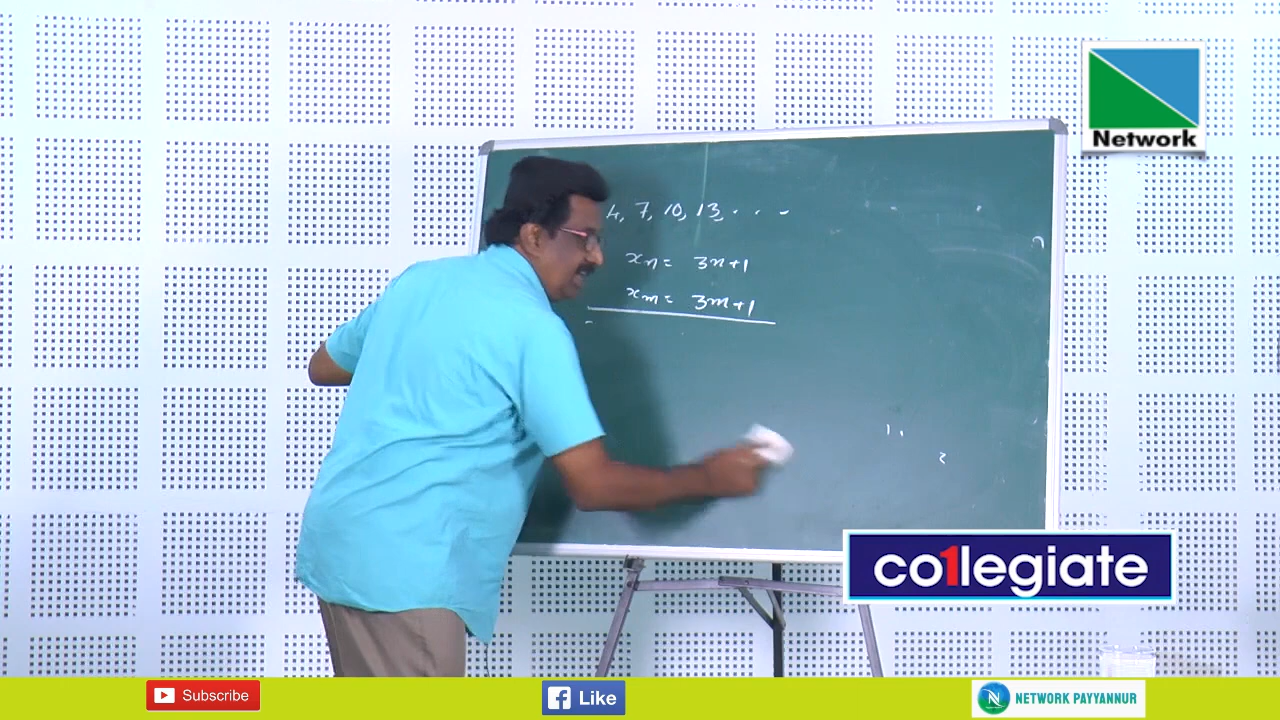 Network
4, 7, 10, 13, . . . -
xn = 3n+1
xm = 3m+1
co1legiate
Subscribe
Like
NETWORK PAYYANNUR